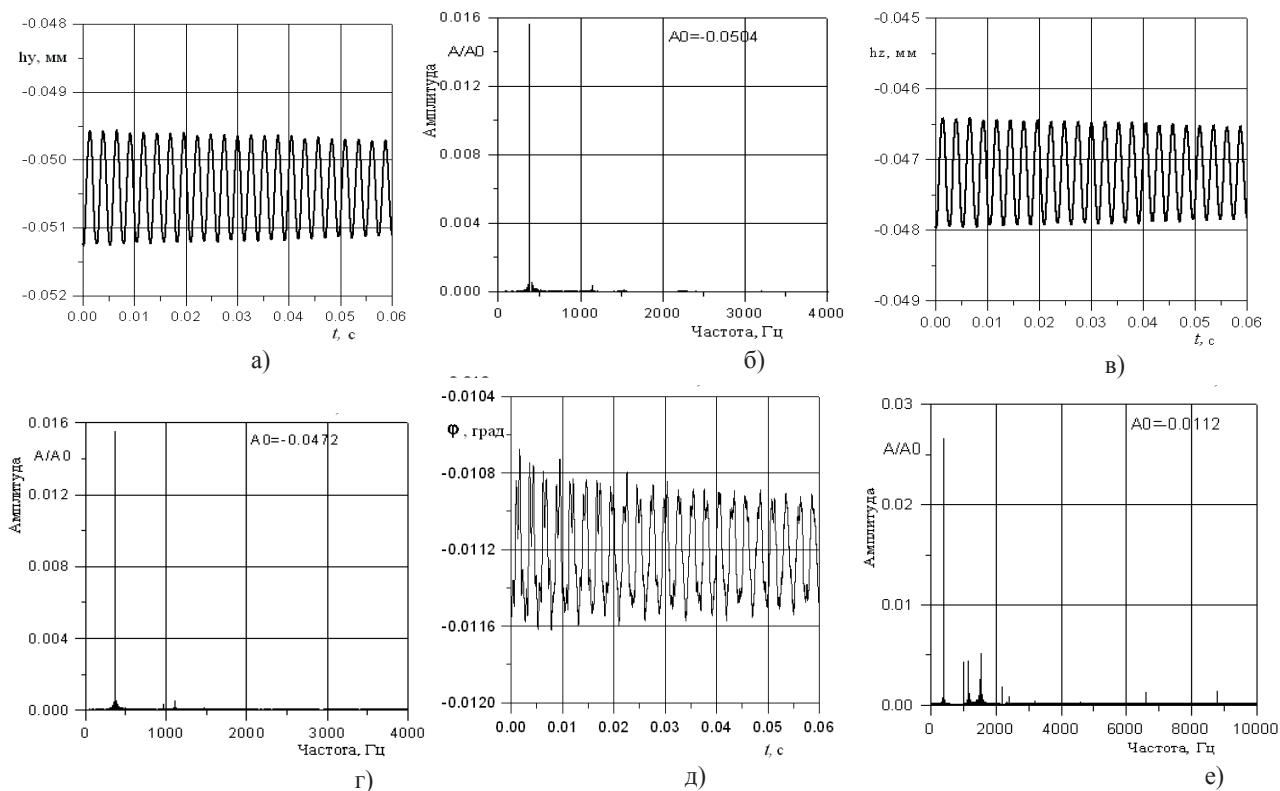 -0.048
hy, мм
-0.049
-0.050
-0.051
-0.052
0.00 0.01 0.02 0.03 0.04 0.05 0.06
t, с
а)
0.016
A/A0
A0=-0.0504
0.012
Амплитуда
0.008
0.004
0.000
0 1000 2000 3000 4000
Частота, Гц
б)
-0.045
hz, мм
-0.046
-0.047
-0.048
-0.049
0.00 0.01 0.02 0.03 0.04 0.05 0.06
t, с
в)
0.016
A/A0
A0=-0.0472
Амплитуда
0.012
0.008
0.004
0.000
0 1000 2000 3000 4000
Частота, Гц
г)
-0.0104
φ, град
-0.0108
-0.0112
-0.0116
-0.0120
0.00 0.01 0.02 0.03 0.04 0.05 0.06
t, с
д)
0.03
A/A0
A0=-0.0112
Амплитуда
0.02
0.01
0.00
0 2000 4000 6000 8000 10000
Частота, Гц
е)